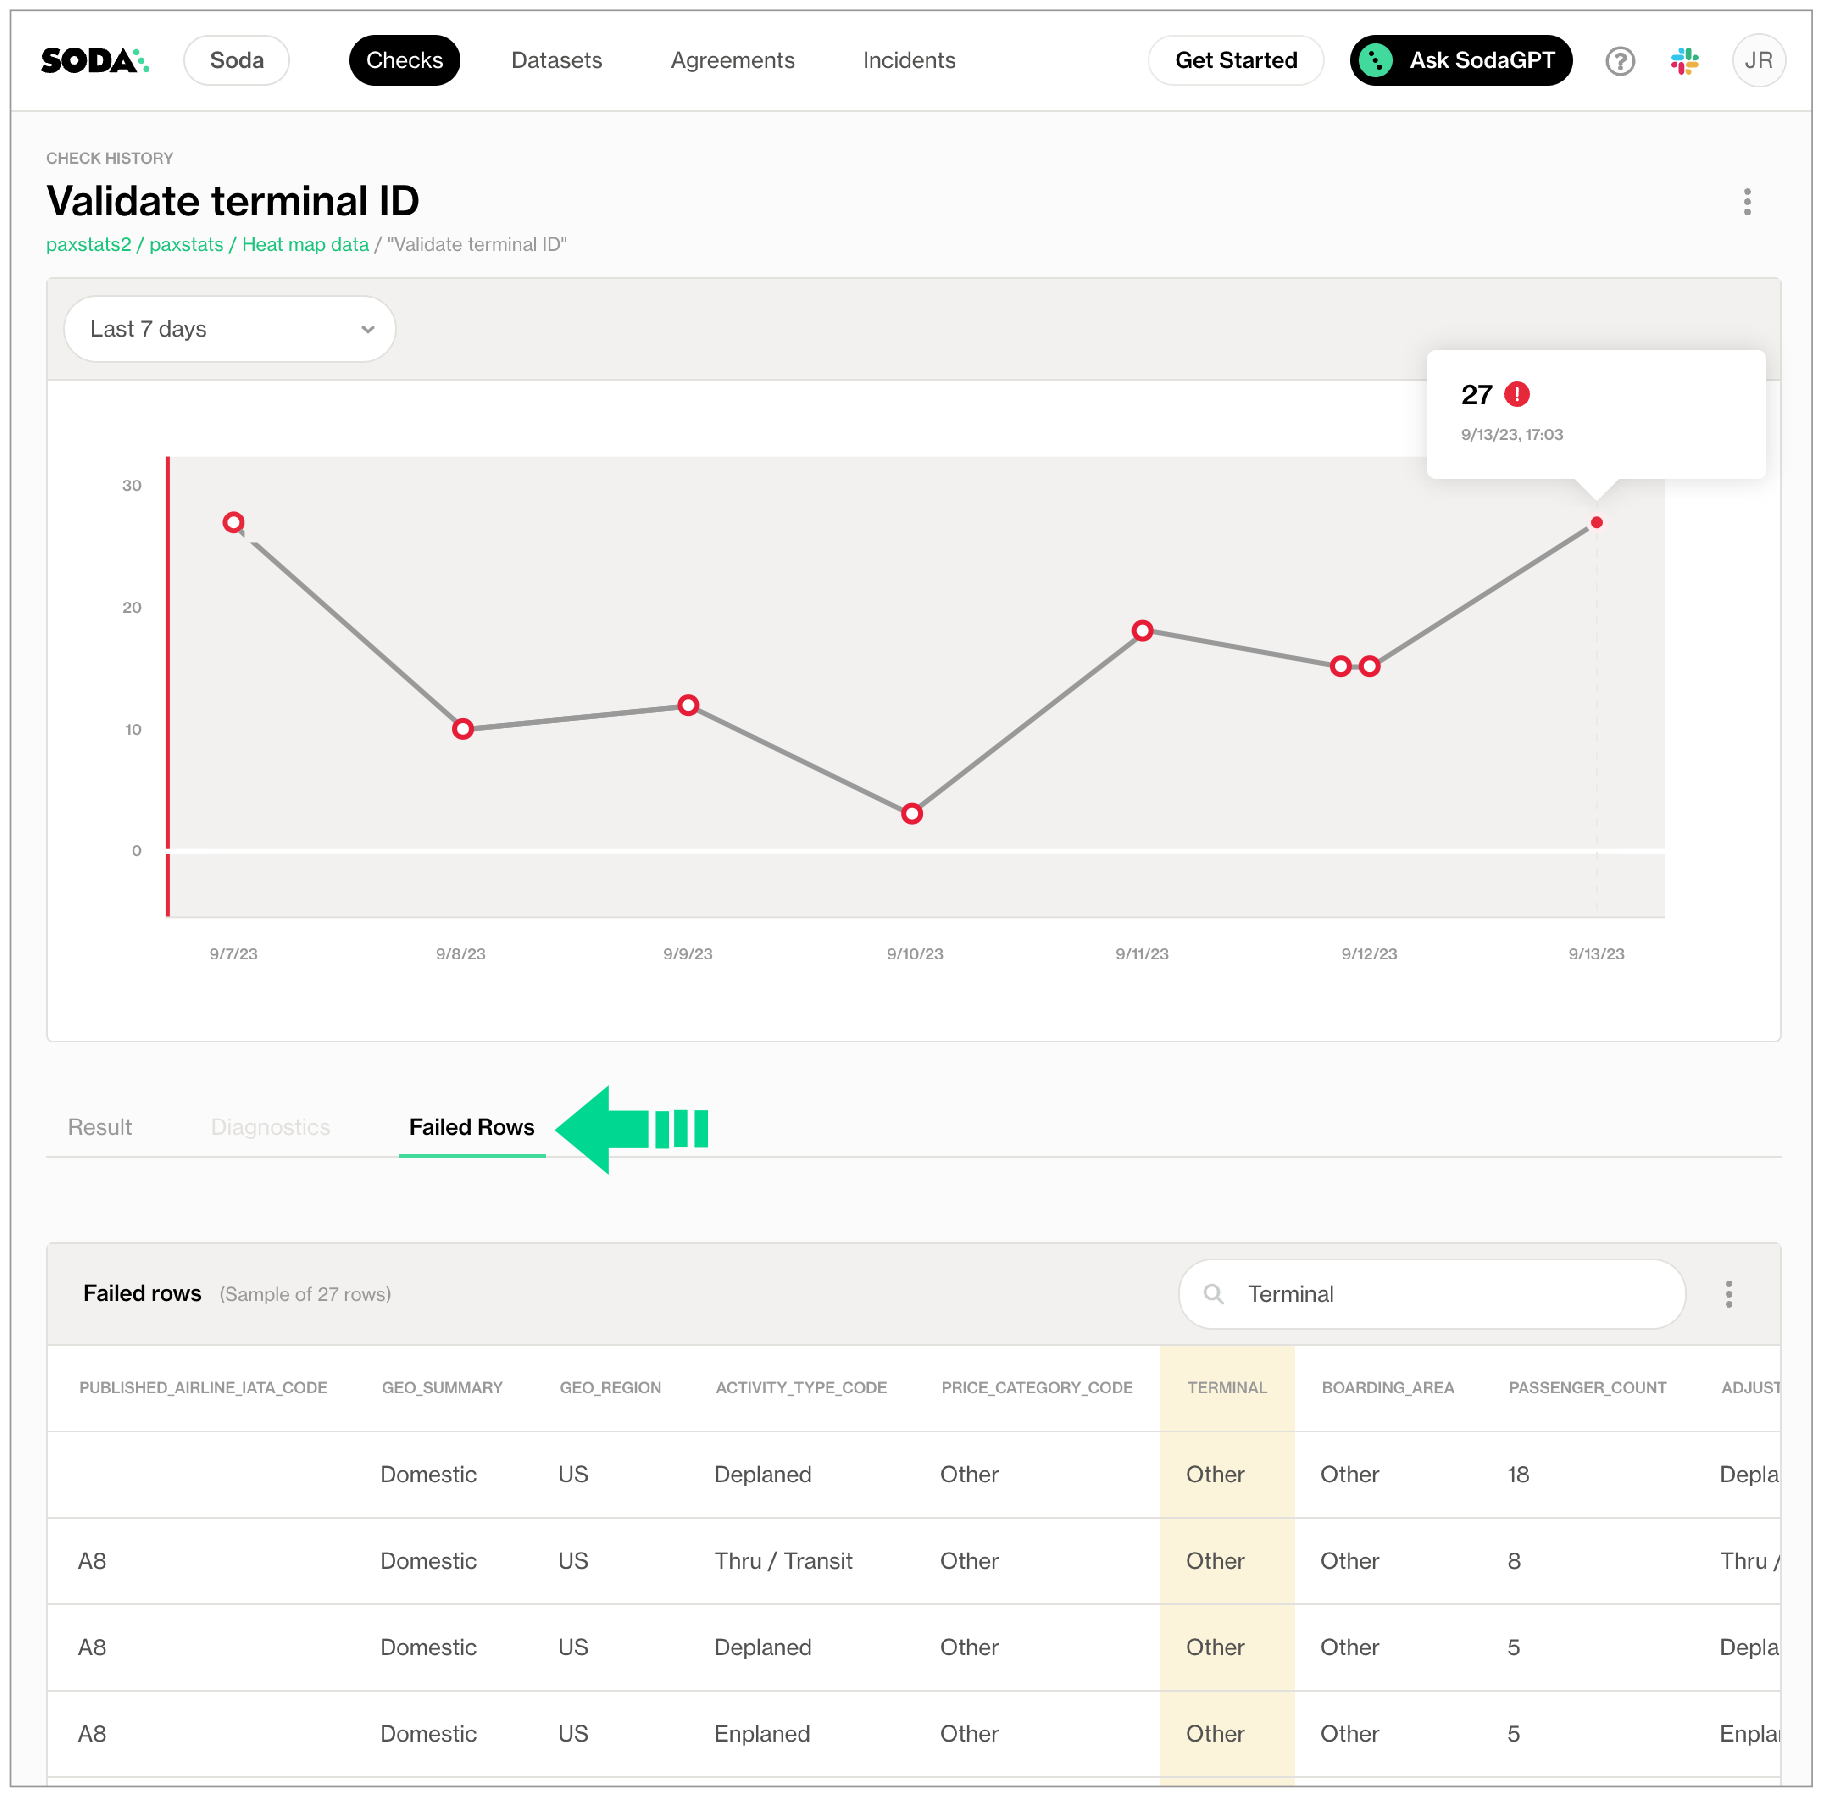 SODA Soda Checks Datasets Agreements Incidents Get Started Ask SodaGPT ? JR
CHECK HISTORY
Validate terminal ID
paxstats2 / paxstats / Heat map data / "Validate terminal ID"
Last 7 days
27 !
9/13/23, 17:03
30
20
10
0
9/7/23 9/8/23 9/9/23 9/10/23 9/11/23 9/12/23 9/13/23
Result Diagnostics Failed Rows
Failed rows (Sample of 27 rows) Terminal
PUBLISHED_AIRLINE_IATA_CODE GEO_SUMMARY GEO_REGION ACTIVITY_TYPE_CODE PRICE_CATEGORY_CODE TERMINAL BOARDING_AREA PASSENGER_COUNT ADJUST
Domestic US Deplaned Other Other Other 18 Depla
A8 Domestic US Thru / Transit Other Other Other 8 Thru /
A8 Domestic US Deplaned Other Other Other 5 Depla
A8 Domestic US Enplaned Other Other Other 5 Enplan